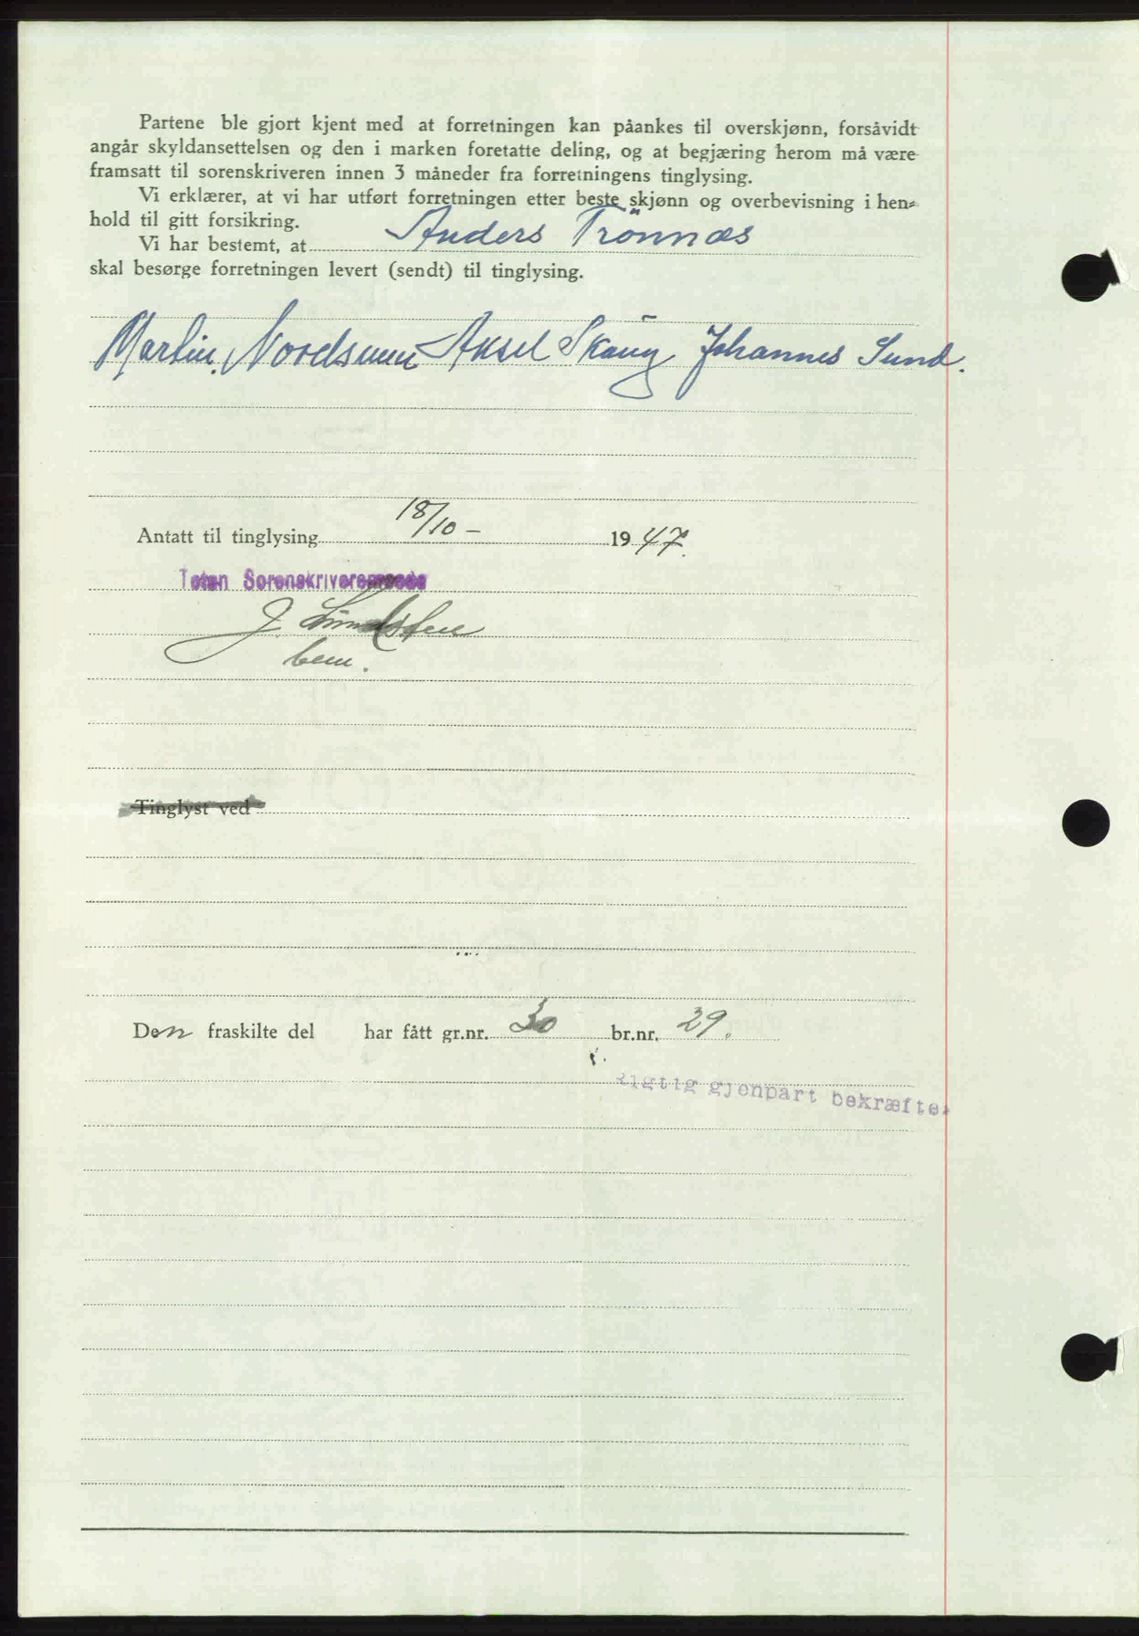 Partene ble gjort kjent med at forretningen kan påankes til overskjønn, forsåvidt
angår skyldansettelsen og den i marken foretatte deling, og at begjæring herom må være
framsatt til sorenskriveren innen 3 måneder fra forretningens tinglysing.
Vi erklærer, at vi har utført forretningen etter beste skjønn og overbevisning i hen-
hold til gitt forsikring.
Vi har bestemt, at Anders Trönnæs
skal besørge forretningen levert (sendt) til tinglysing.
Martin Nordsveen Aksel Skaug Johannes Sund.
Antatt til tinglysing 18/10 - 1947.
Toten Sorenskriverembede
J.
bem.
Tinglyst ved
Den fraskilte del har fått gr.nr. 30 br.nr. 29.
Rigtig gjenpart bekræftes